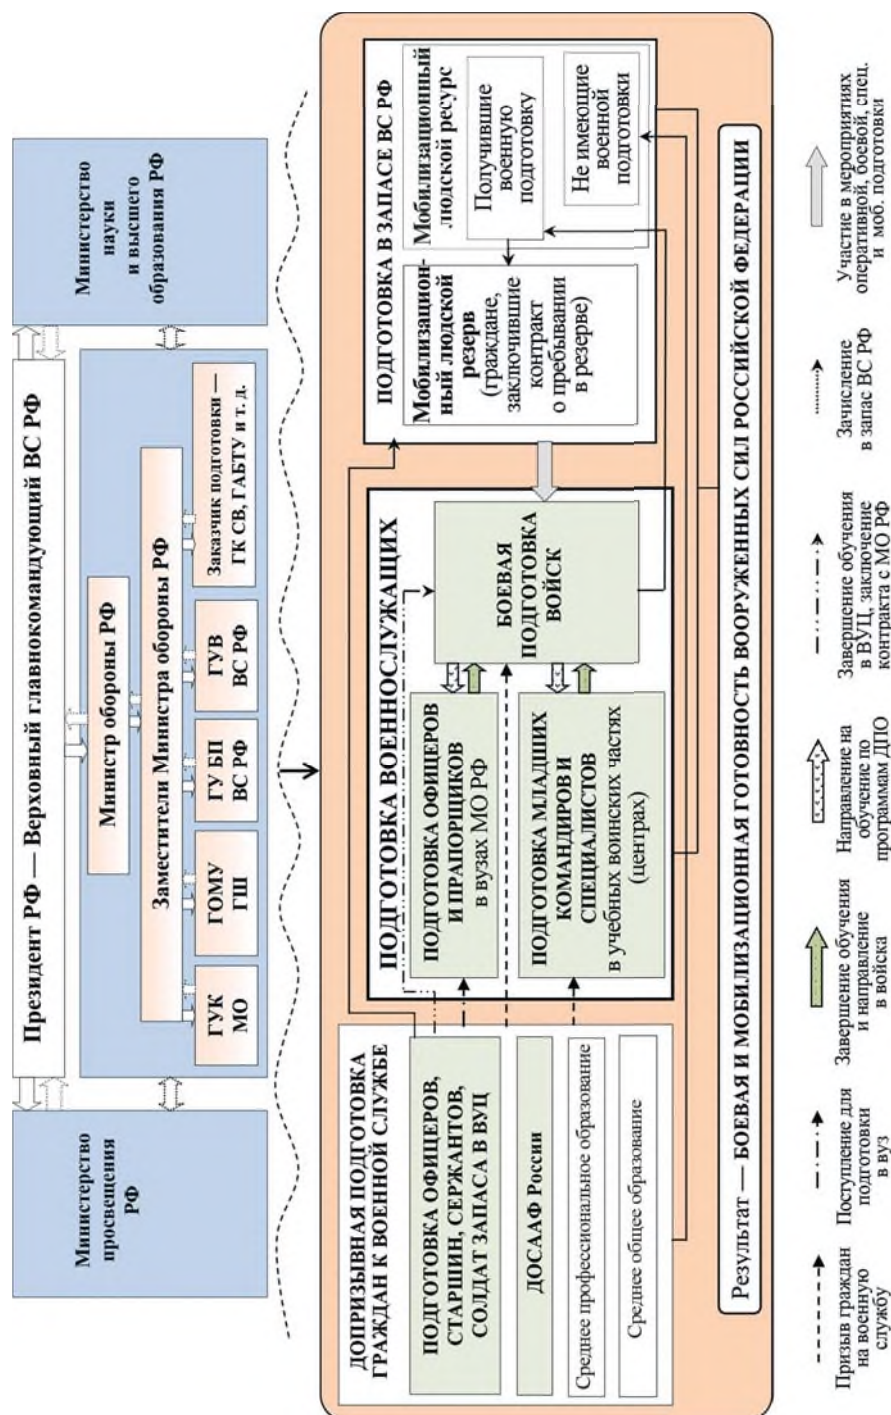 Президент РФ — Верховный главнокомандующий ВС РФ
Министерство
просвещения
РФ
Министр обороны РФ
Заместители Министра обороны РФ
ГУК
МО
ГОМУ
ГШ
ГУ БП
ВС РФ
ГУВ
ВС РФ
Заказчик подготовки —
ГК СВ, ГАБТУ и т. д.
Министерство
науки
и высшего
образования РФ
ДОПРИЗЫВНАЯ ПОДГОТОВКА
ГРАЖДАН К ВОЕННОЙ СЛУЖБЕ
ПОДГОТОВКА ОФИЦЕРОВ,
СТАРШИН, СЕРЖАНТОВ,
СОЛДАТ ЗАПАСА В ВУЦ
ДОСААФ России
Среднее профессиональное образование
Среднее общее образование
ПОДГОТОВКА ВОЕННОСЛУЖАЩИХ
ПОДГОТОВКА ОФИЦЕРОВ
И ПРАПОРЩИКОВ
в вузах МО РФ
ПОДГОТОВКА МЛАДШИХ
КОМАНДИРОВ И
СПЕЦИАЛИСТОВ
в учебных воинских частях
(центрах)
БОЕВАЯ
ПОДГОТОВКА
ВОЙСК
ПОДГОТОВКА В ЗАПАСЕ ВС РФ
Мобилизацион-
ный людской
резерв
(граждане,
заключившие
контракт
о пребывании
в резерве)
Мобилизационный
людской ресурс
Получившие
военную
подготовку
Не имеющие
военной
подготовки
Результат — БОЕВАЯ И МОБИЛИЗАЦИОННАЯ ГОТОВНОСТЬ ВООРУЖЕННЫХ СИЛ РОССИЙСКОЙ ФЕДЕРАЦИИ
Призыв граждан
на военную
службу
Поступление для
подготовки
в вуз
Завершение обучения
и направление
в войска
Направление на
обучение по
программам ДПО
Завершение обучения
в ВУЦ, заключение
контракта с МО РФ
Зачисление
в запас ВС РФ
Участие в мероприятиях
оперативной, боевой, спец.
и моб. подготовки